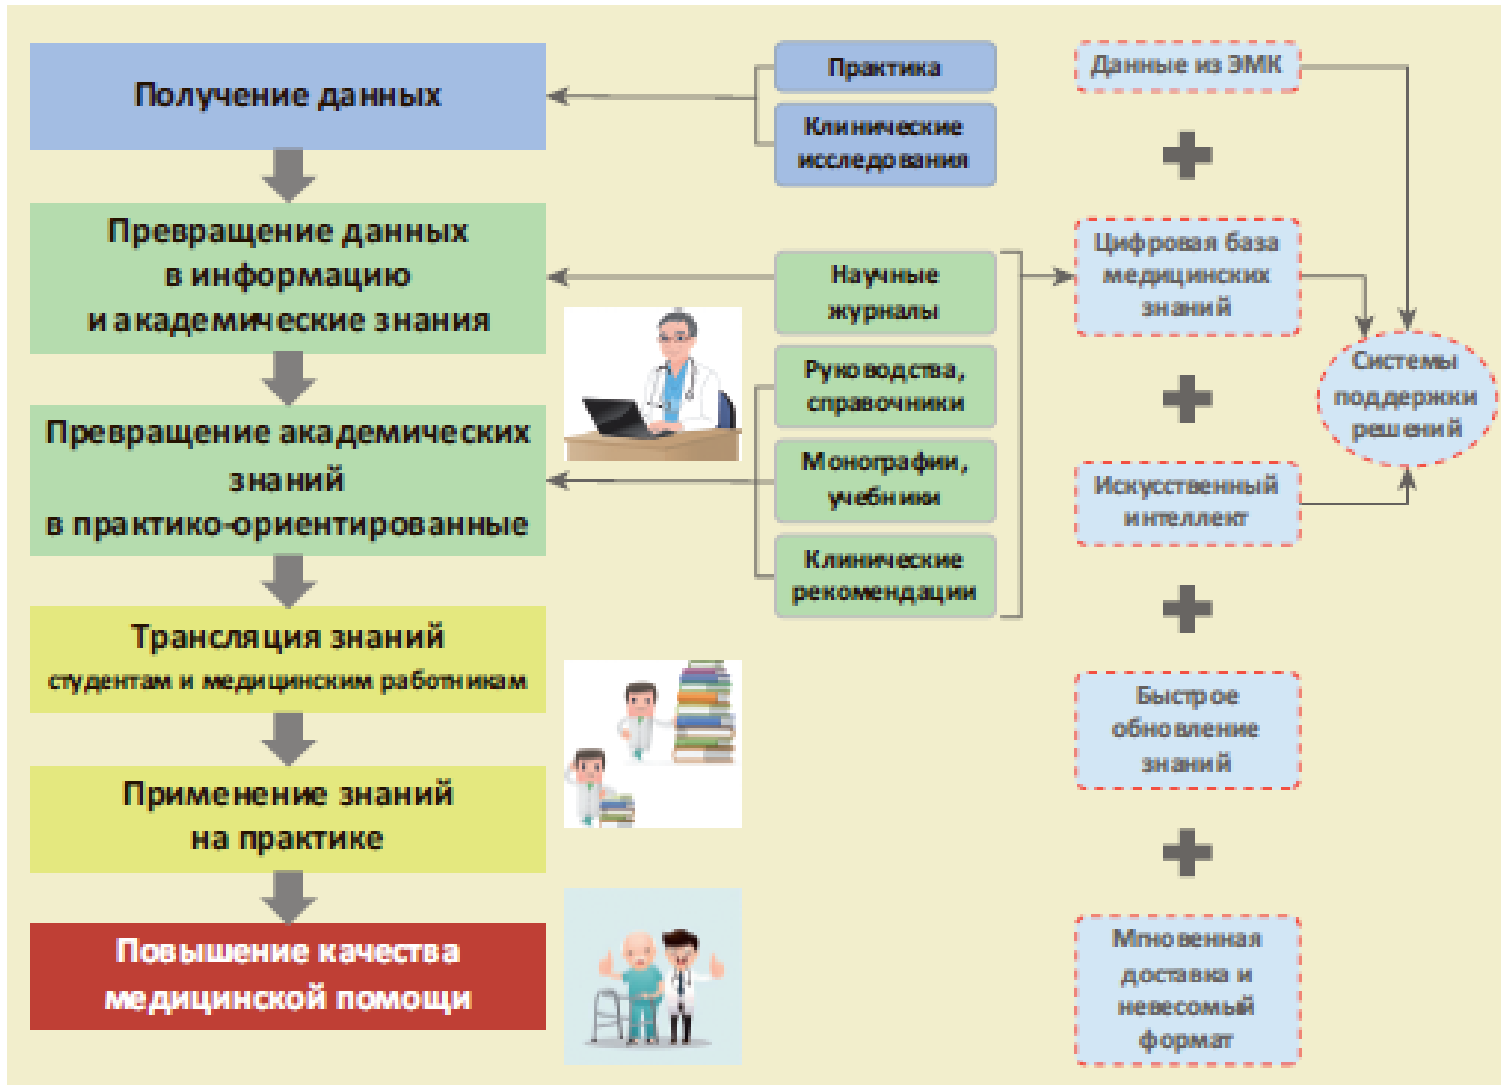 Получение данных
Превращение данных
в информацию
и академические знания
Превращение академических
знаний
в практико-ориентированные
Трансляция знаний
студентам и медицинским работникам
Применение знаний
на практике
Повышение качества
медицинской помощи
Практика
Клинические
исследования
Научные
журналы
Руководства,
справочники
Монографии,
учебники
Клинические
рекомендации
Данные из ЭМК
Цифровая база
медицинских
знаний
Искусственный
интеллект
Быстрое
обновление
знаний
Мгновенная
доставка и
невесомый
формат
Системы
поддержки
решений